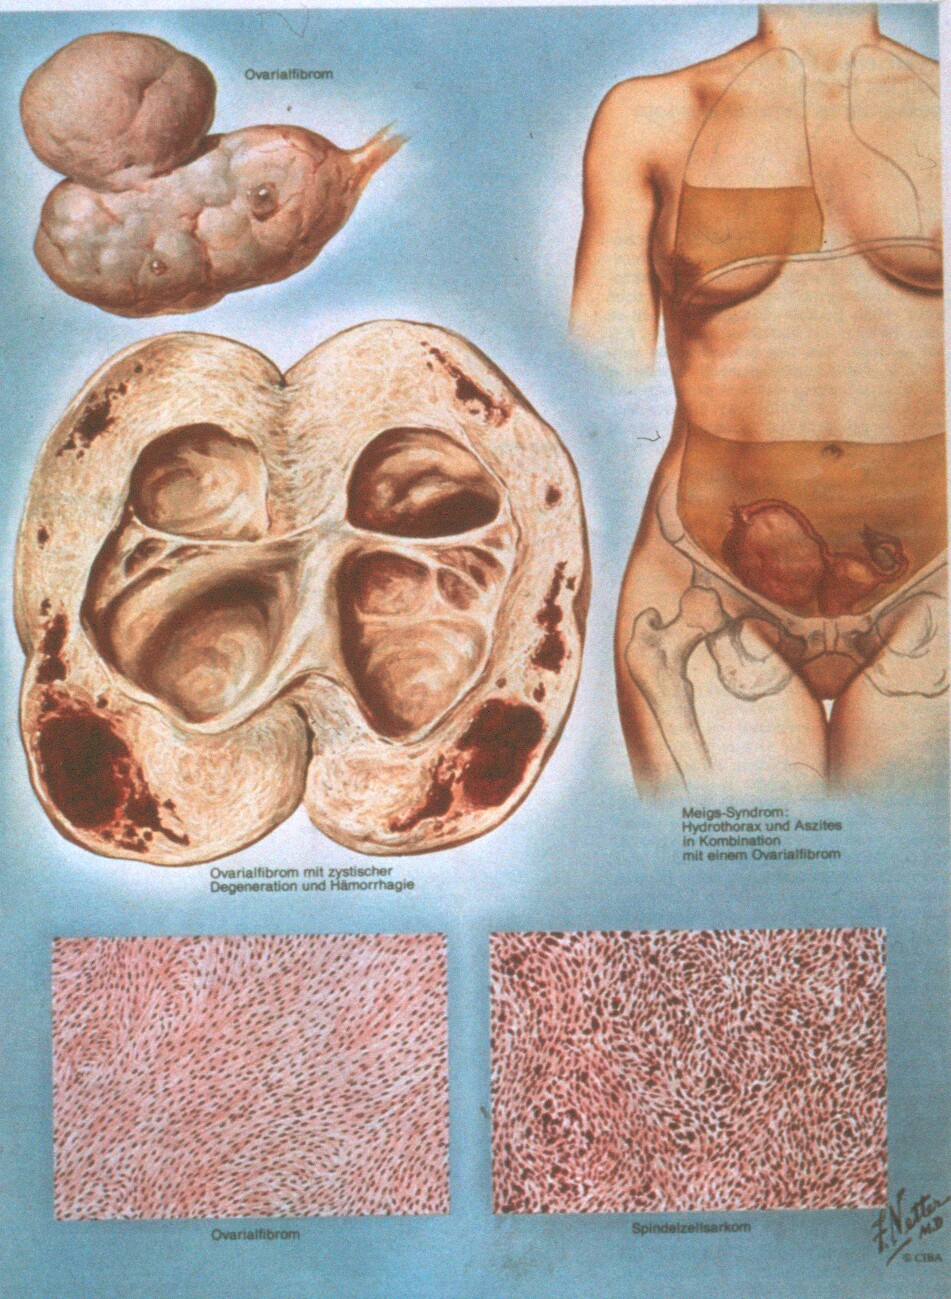 Ovarialfibrom
Meigs-Syndrom:
Hydrothorax und Aszites
in Kombination
mit einem Ovarialfibrom
Ovarialfibrom mit zystischer
Degeneration und Hämorrhagie
Ovarialfibrom
Spindelzellsarkom
F. Netter
M.D.
© CIBA